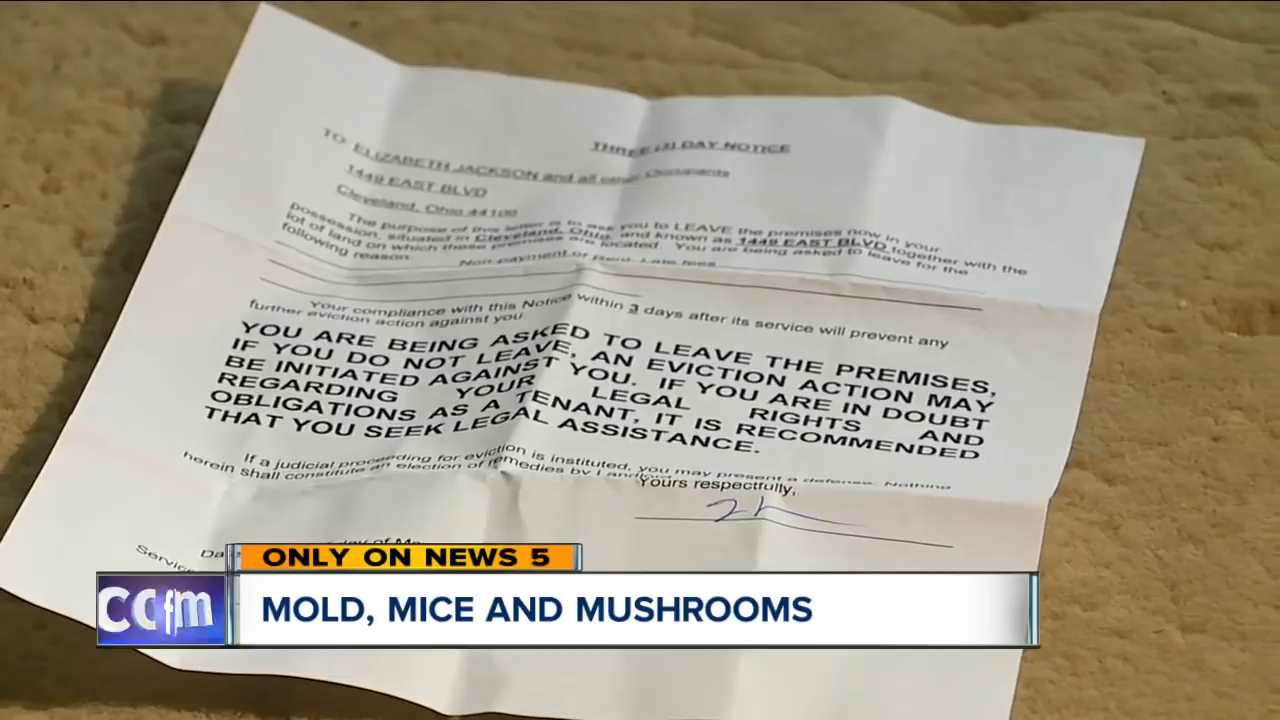 THREE (3) DAY NOTICE
TO: ELIZABETH JACKSON and all other Occupants
1449 EAST BLVD
Cleveland, Ohio
The purpose of this letter is to ask you to LEAVE the premises now in your
possession, situated in Cleveland, Ohio, and known as 1449 EAST BLVD together with the
lot of land on which these premises are located. You are being asked to leave for the
following reason.
Non-payment of Rent, Late fees
Your compliance with this Notice within 3 days after its service will prevent any
further eviction action against you.
YOU ARE BEING ASKED TO LEAVE THE PREMISES,
IF YOU DO NOT LEAVE, AN EVICTION ACTION MAY
BE INITIATED AGAINST YOU. IF YOU ARE IN DOUBT
REGARDING YOUR LEGAL RIGHTS AND
OBLIGATIONS AS A TENANT, IT IS RECOMMENDED
THAT YOU SEEK LEGAL ASSISTANCE.
If a judicial proceeding for eviction is instituted, you may present a defense. Nothing
herein shall constitute an election of remedies by Landlord
Yours respectfully,
day of
Service
ONLY ON NEWS 5
CCfm
MOLD, MICE AND MUSHROOMS